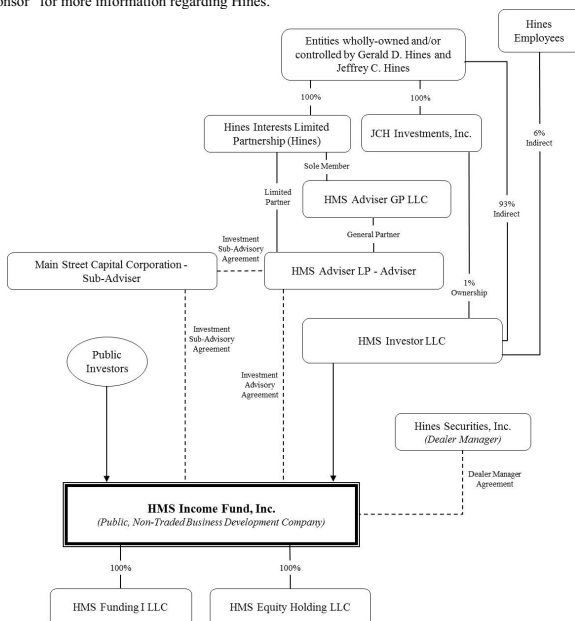 onsor" for more information regarding Hines.
Hines
Employees
Entities wholly-owned and/or
controlled by Gerald D. Hines and
Jeffrey C. Hines
100%
100%
6%
Indirect
Hines Interests Limited
Partnership (Hines)
JCH Investments, Inc.
Sole Member
Limited
Partner
HMS Adviser GP LLC
93%
Indirect
General Partner
Investment
Sub-Advisory
Agreement
Main Street Capital Corporation -
Sub-Adviser
HMS Adviser LP - Adviser
1%
Ownership
Investment
Sub-Advisory
Agreement
HMS Investor LLC
Public
Investors
Investment
Advisory
Agreement
Hines Securities, Inc.
(Dealer Manager)
Dealer Manager
Agreement
HMS Income Fund, Inc.
(Public, Non-Traded Business Development Company)
100%
100%
HMS Funding I LLC
HMS Equity Holding LLC